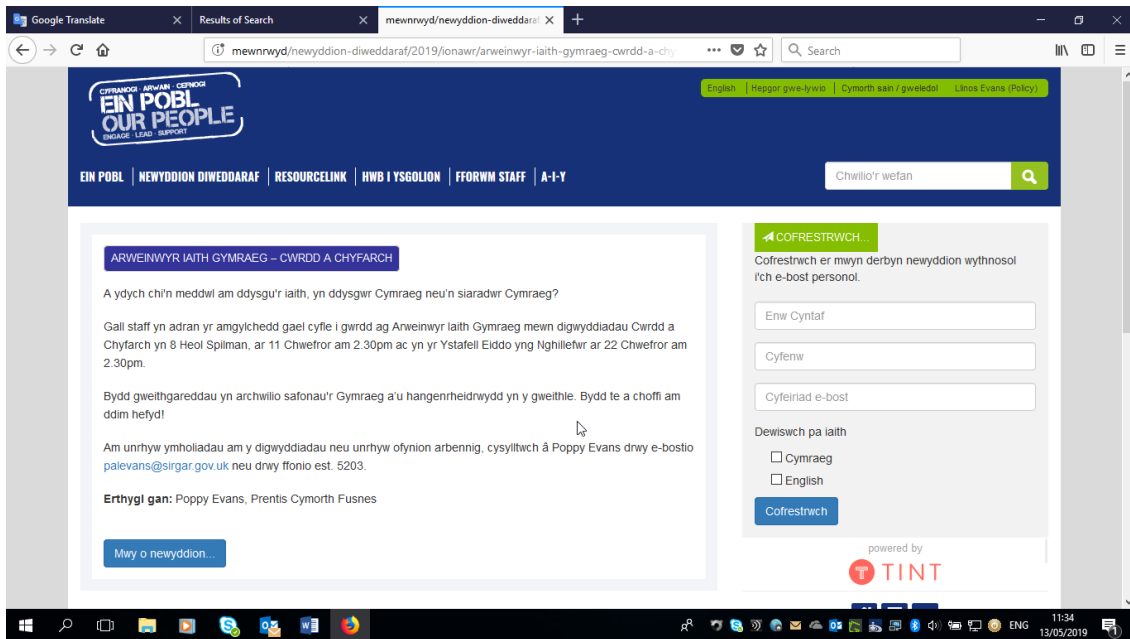 Google Translate
Results of Search
mewnrwyd/newyddion-diweddaraf
mewnrwyd/newyddion-diweddaraf/2019/ionawr/arweinwyr-iaith-gymraeg-cwrdd-a-chy
Search
CYFRANOGI · ARWAIN · CEFNOGI
EIN POBL
OUR PEOPLE
ENGAGE · LEAD · SUPPORT
English | Hepgor gwe-lywio | Cymorth sain / gweledol Llinos Evans (Policy)
EIN POBL | NEWYDDION DIWEDDARAF | RESOURCELINK | HWB I YSGOLION | FFORWM STAFF | A-I-Y
Chwilio'r wefan
ARWEINWYR IAITH GYMRAEG – CWRDD A CHYFARCH
A ydych chi'n meddwl am ddysgu'r iaith, yn ddysgwr Cymraeg neu'n siaradwr Cymraeg?
Gall staff yn adran yr amgylchedd gael cyfle i gwrdd ag Arweinwyr Iaith Gymraeg mewn digwyddiadau Cwrdd a
Chyfarch yn 8 Heol Spilman, ar 11 Chwefror am 2.30pm ac yn yr Ystafell Eiddo yng Nghillefwr ar 22 Chwefror am
2.30pm.
Bydd gweithgareddau yn archwilio safonau'r Gymraeg a'u hangenrheidrwydd yn y gweithle. Bydd te a choffi am
ddim hefyd!
Am unrhyw ymholiadau am y digwyddiadau neu unrhyw ofynion arbennig, cysylltwch â Poppy Evans drwy e-bostio
palevans@sirgar.gov.uk neu drwy ffonio est. 5203.
Erthygl gan: Poppy Evans, Prentis Cymorth Fusnes
Mwy o newyddion...
COFRESTRWCH...
Cofrestrwch er mwyn derbyn newyddion wythnosol
i'ch e-bost personol.
Enw Cyntaf
Cyfenw
Cyfeiriad e-bost
Dewiswch pa iaith
Cymraeg
English
Cofrestrwch
powered by
TINT
ENG
11:34
13/05/2019